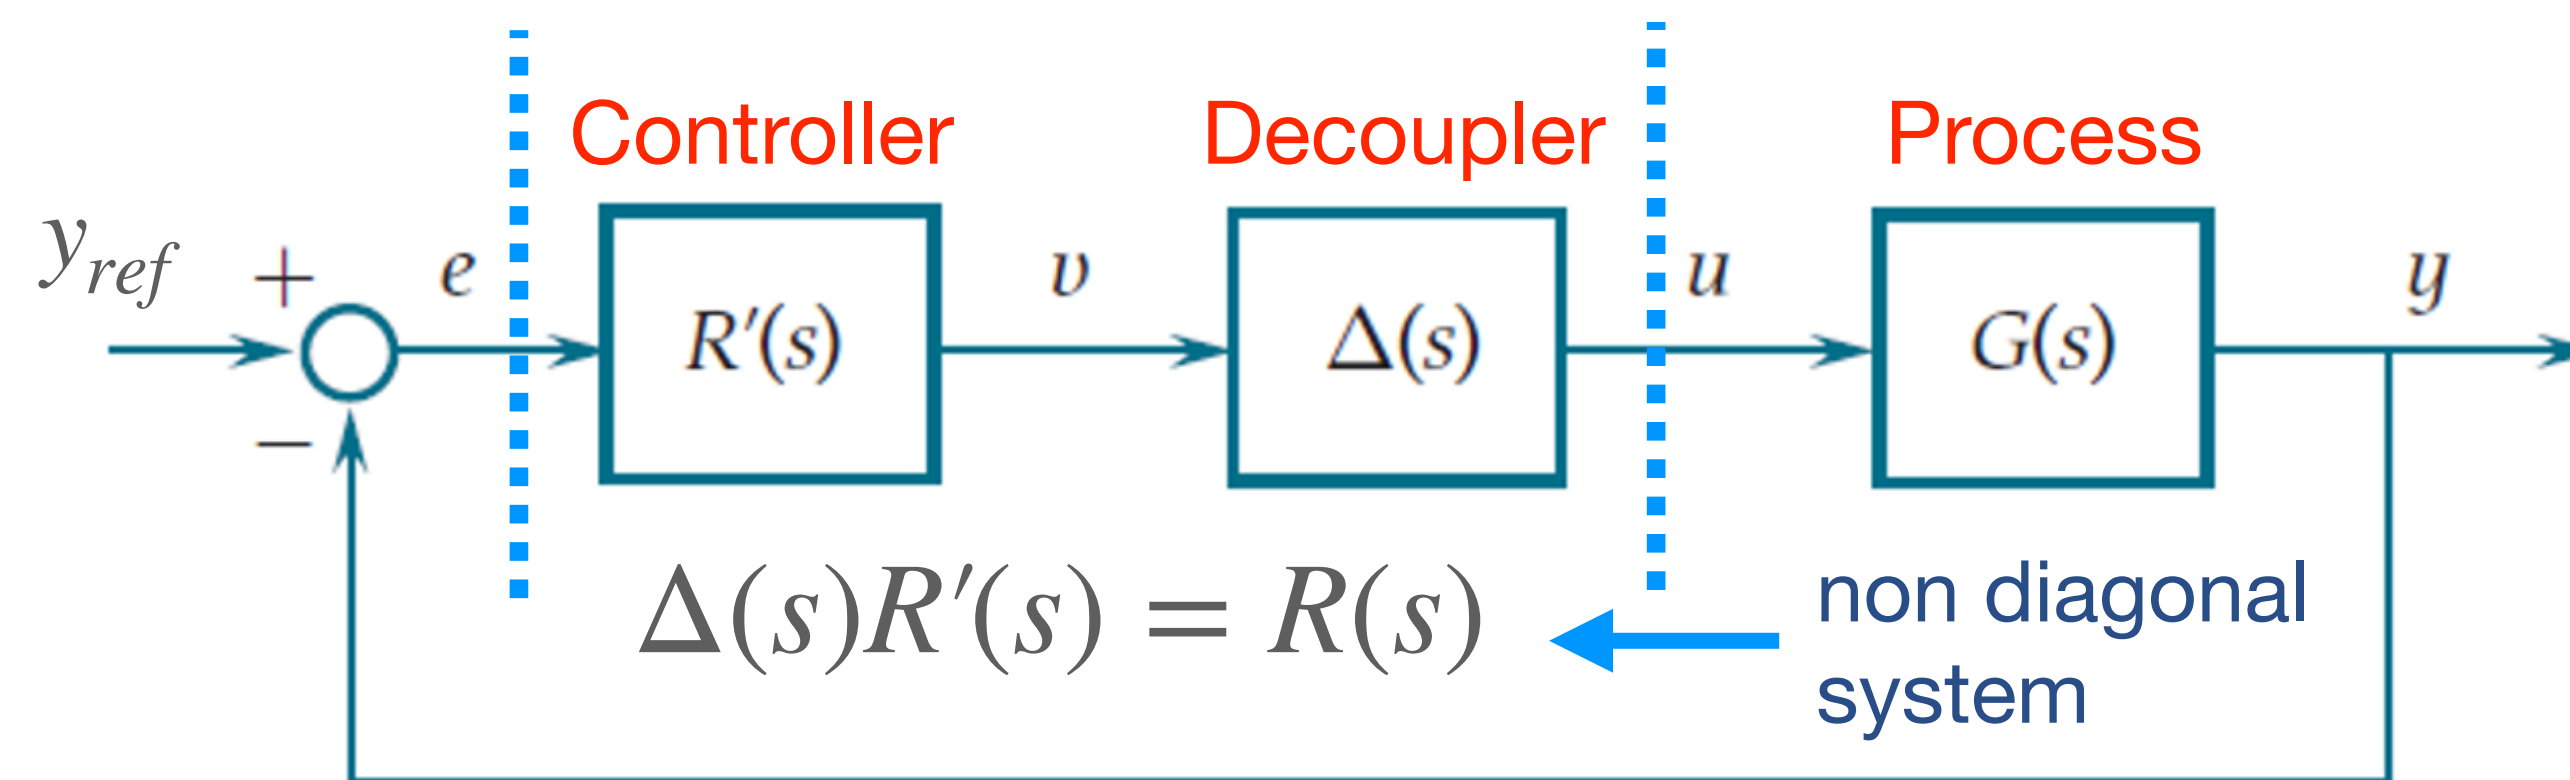 Controller Decoupler Process
y_ref + e v u y
R′(s) Δ(s) G(s)
−
Δ(s)R′(s) = R(s)
non diagonal
system